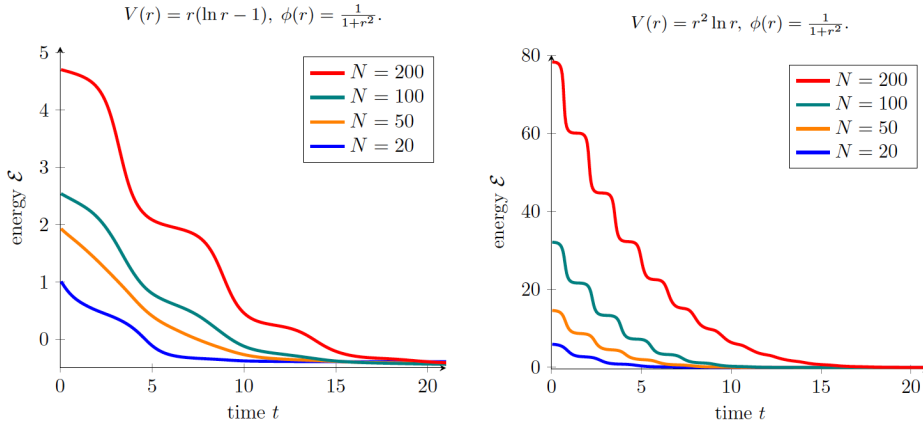 V(r) = r(ln r − 1), ϕ(r) = 1/(1+r²).
energy ℰ
5
4
3
2
1
0
N = 200
N = 100
N = 50
N = 20
0 5 10 15 20
time t
V(r) = r² ln r, ϕ(r) = 1/(1+r²).
energy ℰ
80
60
40
20
0
N = 200
N = 100
N = 50
N = 20
0 5 10 15 20
time t